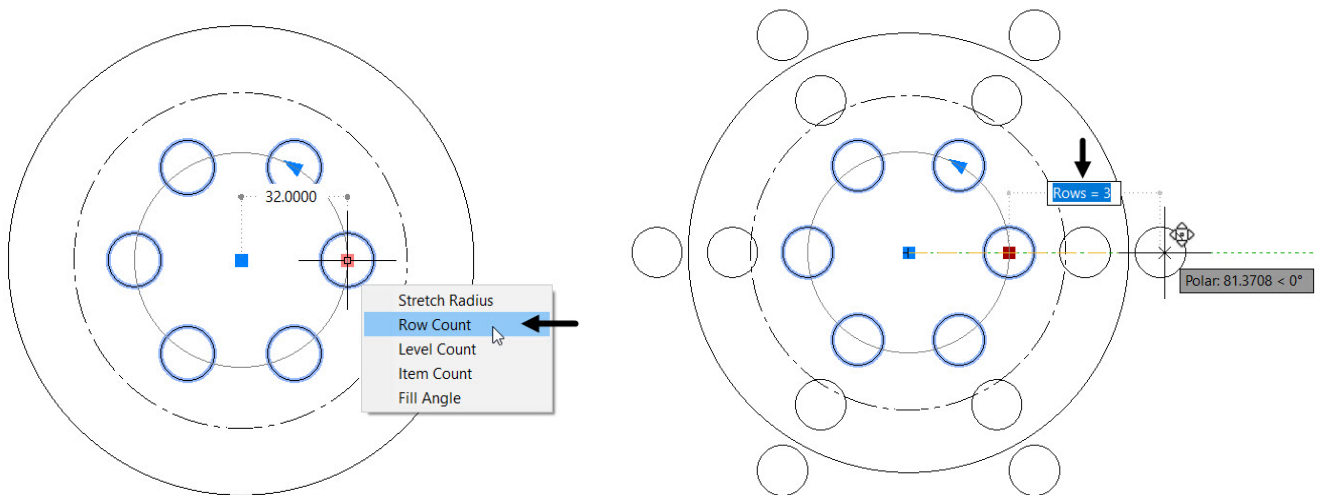 32.0000
Stretch Radius
Row Count
Level Count
Item Count
Fill Angle
Rows = 3
Polar: 81.3708 < 0°